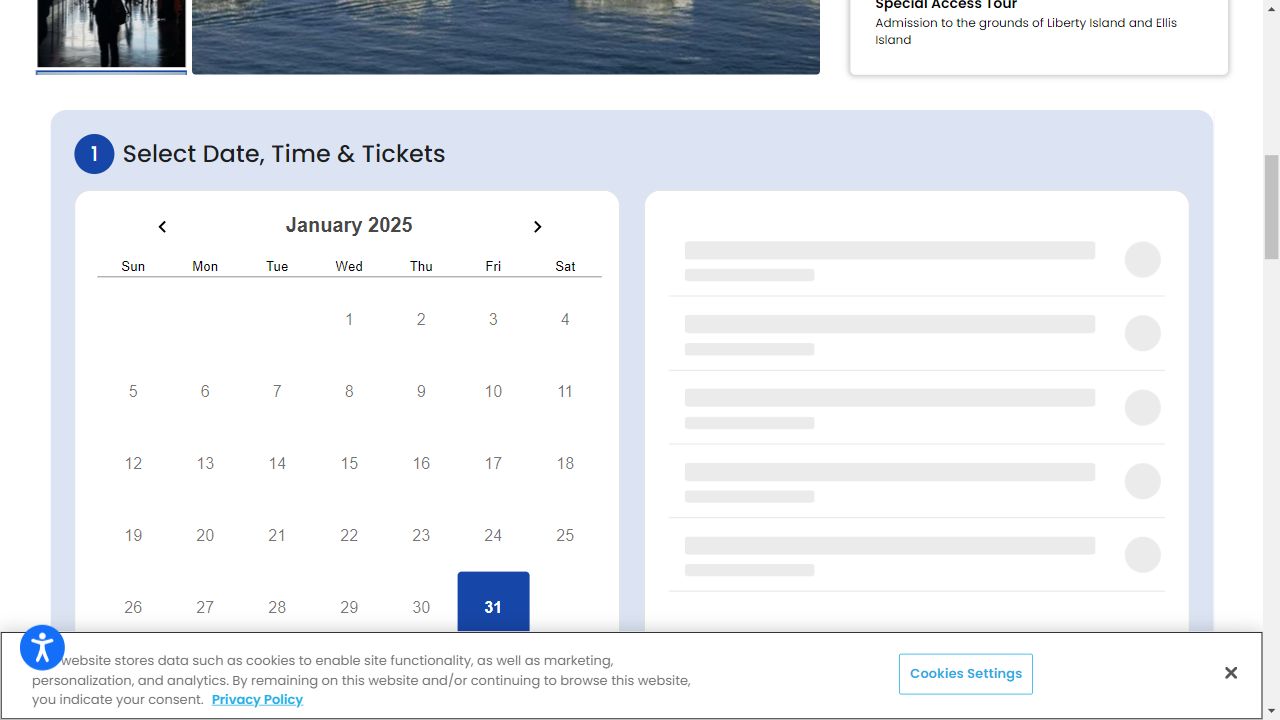 Special Access Tour
Admission to the grounds of Liberty Island and Ellis
Island
1 Select Date, Time & Tickets
January 2025
Sun Mon Tue Wed Thu Fri Sat
1 2 3 4
5 6 7 8 9 10 11
12 13 14 15 16 17 18
19 20 21 22 23 24 25
26 27 28 29 30 31
website stores data such as cookies to enable site functionality, as well as marketing,
personalization, and analytics. By remaining on this website and/or continuing to browse this website,
you indicate your consent. Privacy Policy
Cookies Settings